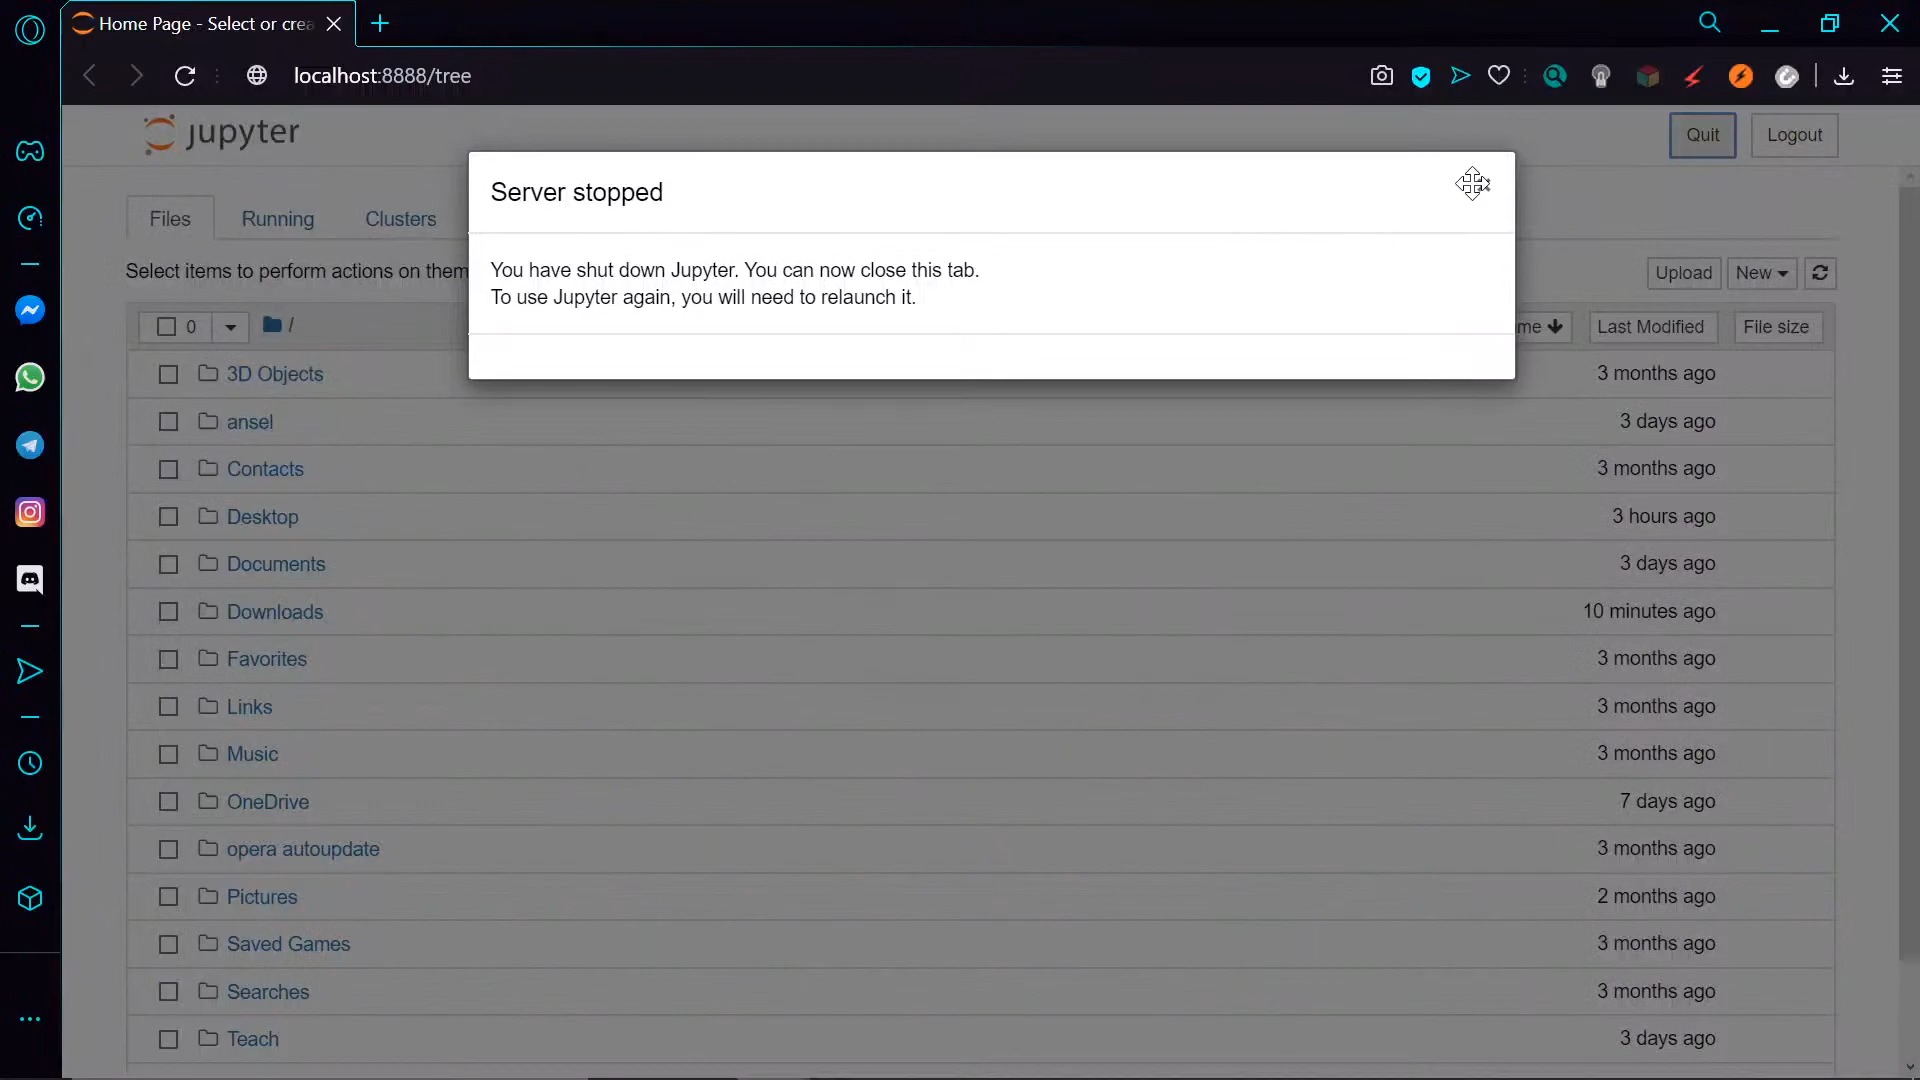 Home Page - Select or crea
localhost:8888/tree
jupyter
Quit
Logout
Server stopped
Files
Running
Clusters
You have shut down Jupyter. You can now close this tab.
To use Jupyter again, you will need to relaunch it.
Select items to perform actions on them
Upload
New
0
/
me
Last Modified
File size
3D Objects
3 months ago
ansel
3 days ago
Contacts
3 months ago
Desktop
3 hours ago
Documents
3 days ago
Downloads
10 minutes ago
Favorites
3 months ago
Links
3 months ago
Music
3 months ago
OneDrive
7 days ago
opera autoupdate
3 months ago
Pictures
2 months ago
Saved Games
3 months ago
Searches
3 months ago
Teach
3 days ago